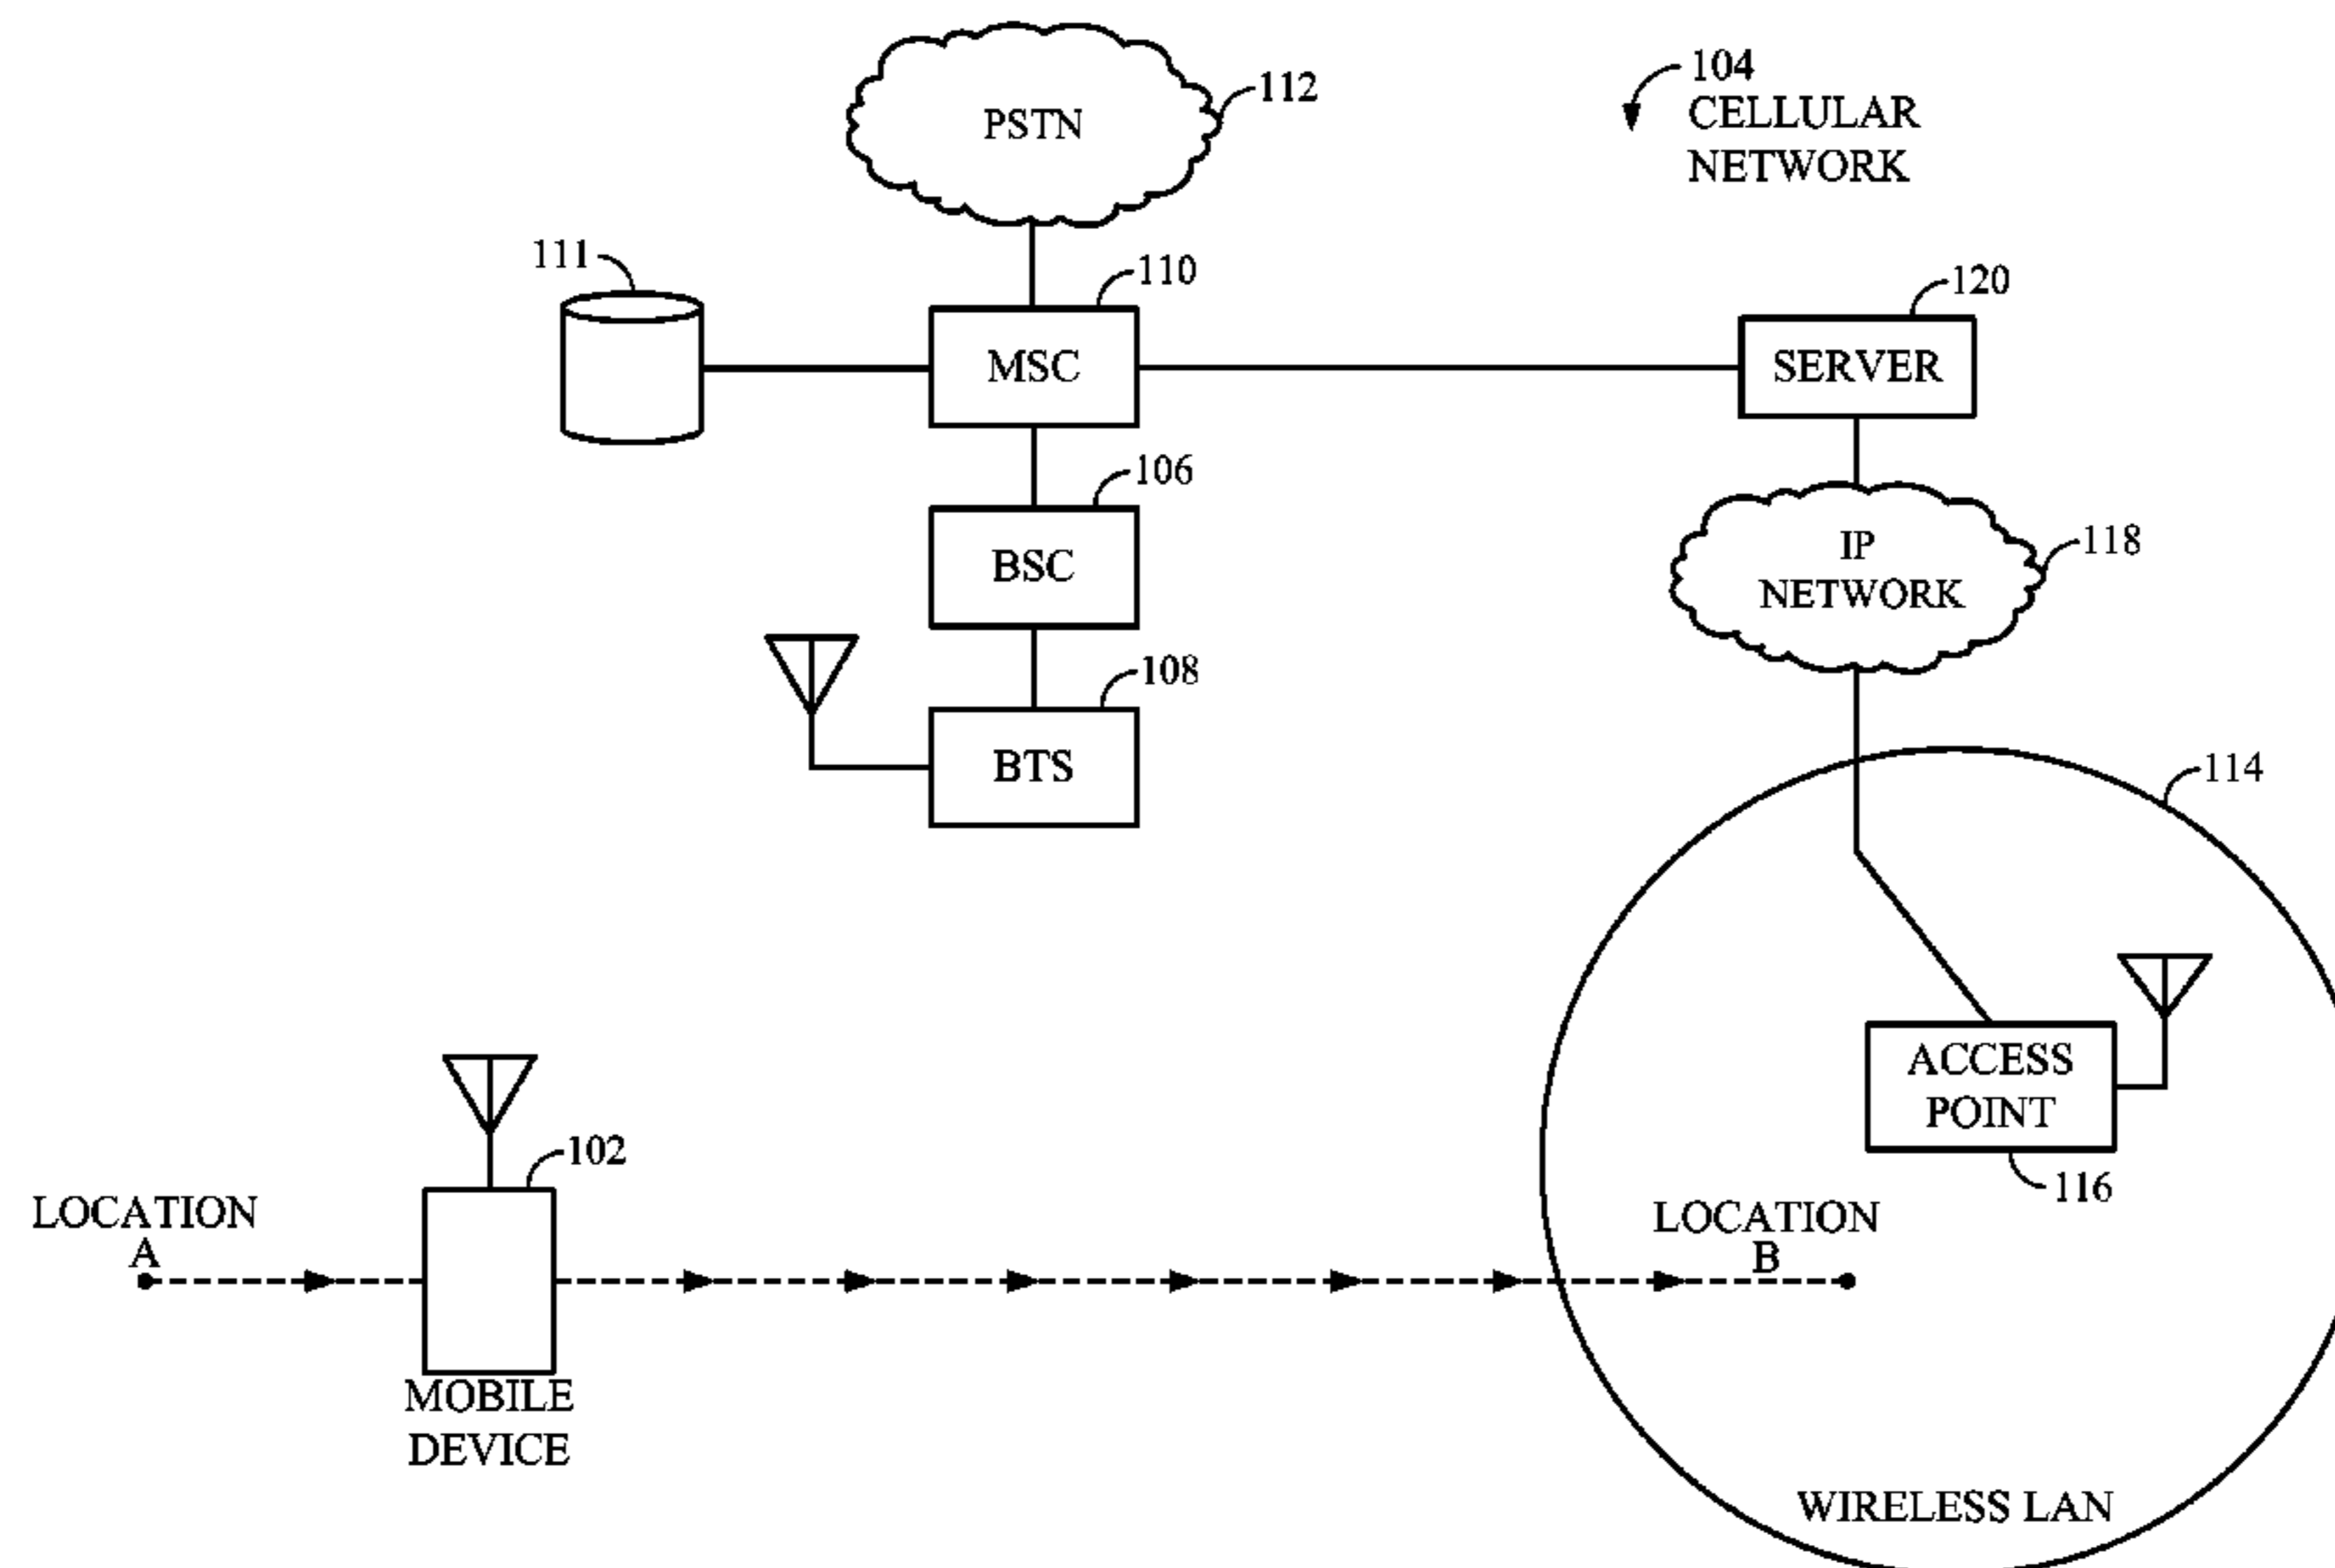 112
PSTN
104
CELLULAR
NETWORK
111
110
MSC
120
SERVER
106
BSC
118
IP
NETWORK
108
BTS
114
ACCESS
POINT
116
102
LOCATION
A
LOCATION
B
MOBILE
DEVICE
WIRELESS LAN